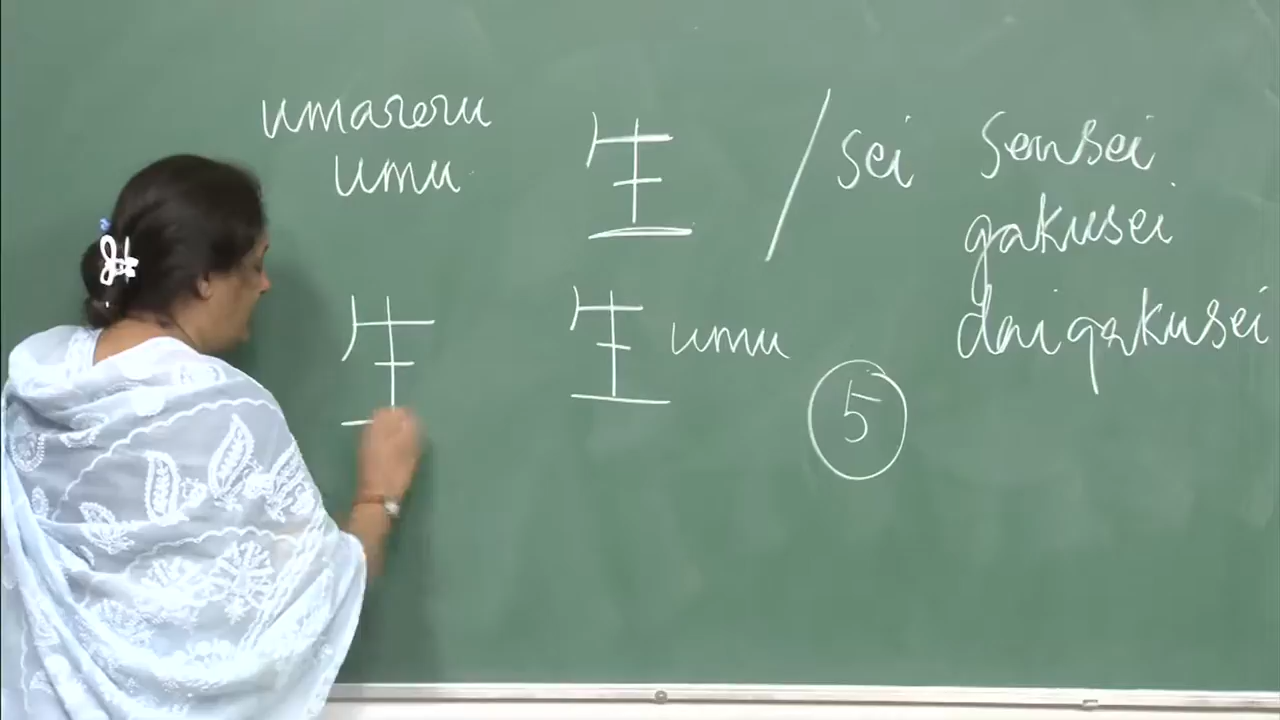 umareru 生 / sei sensei
umu gakusei
daigakusei
生 生 umu
5